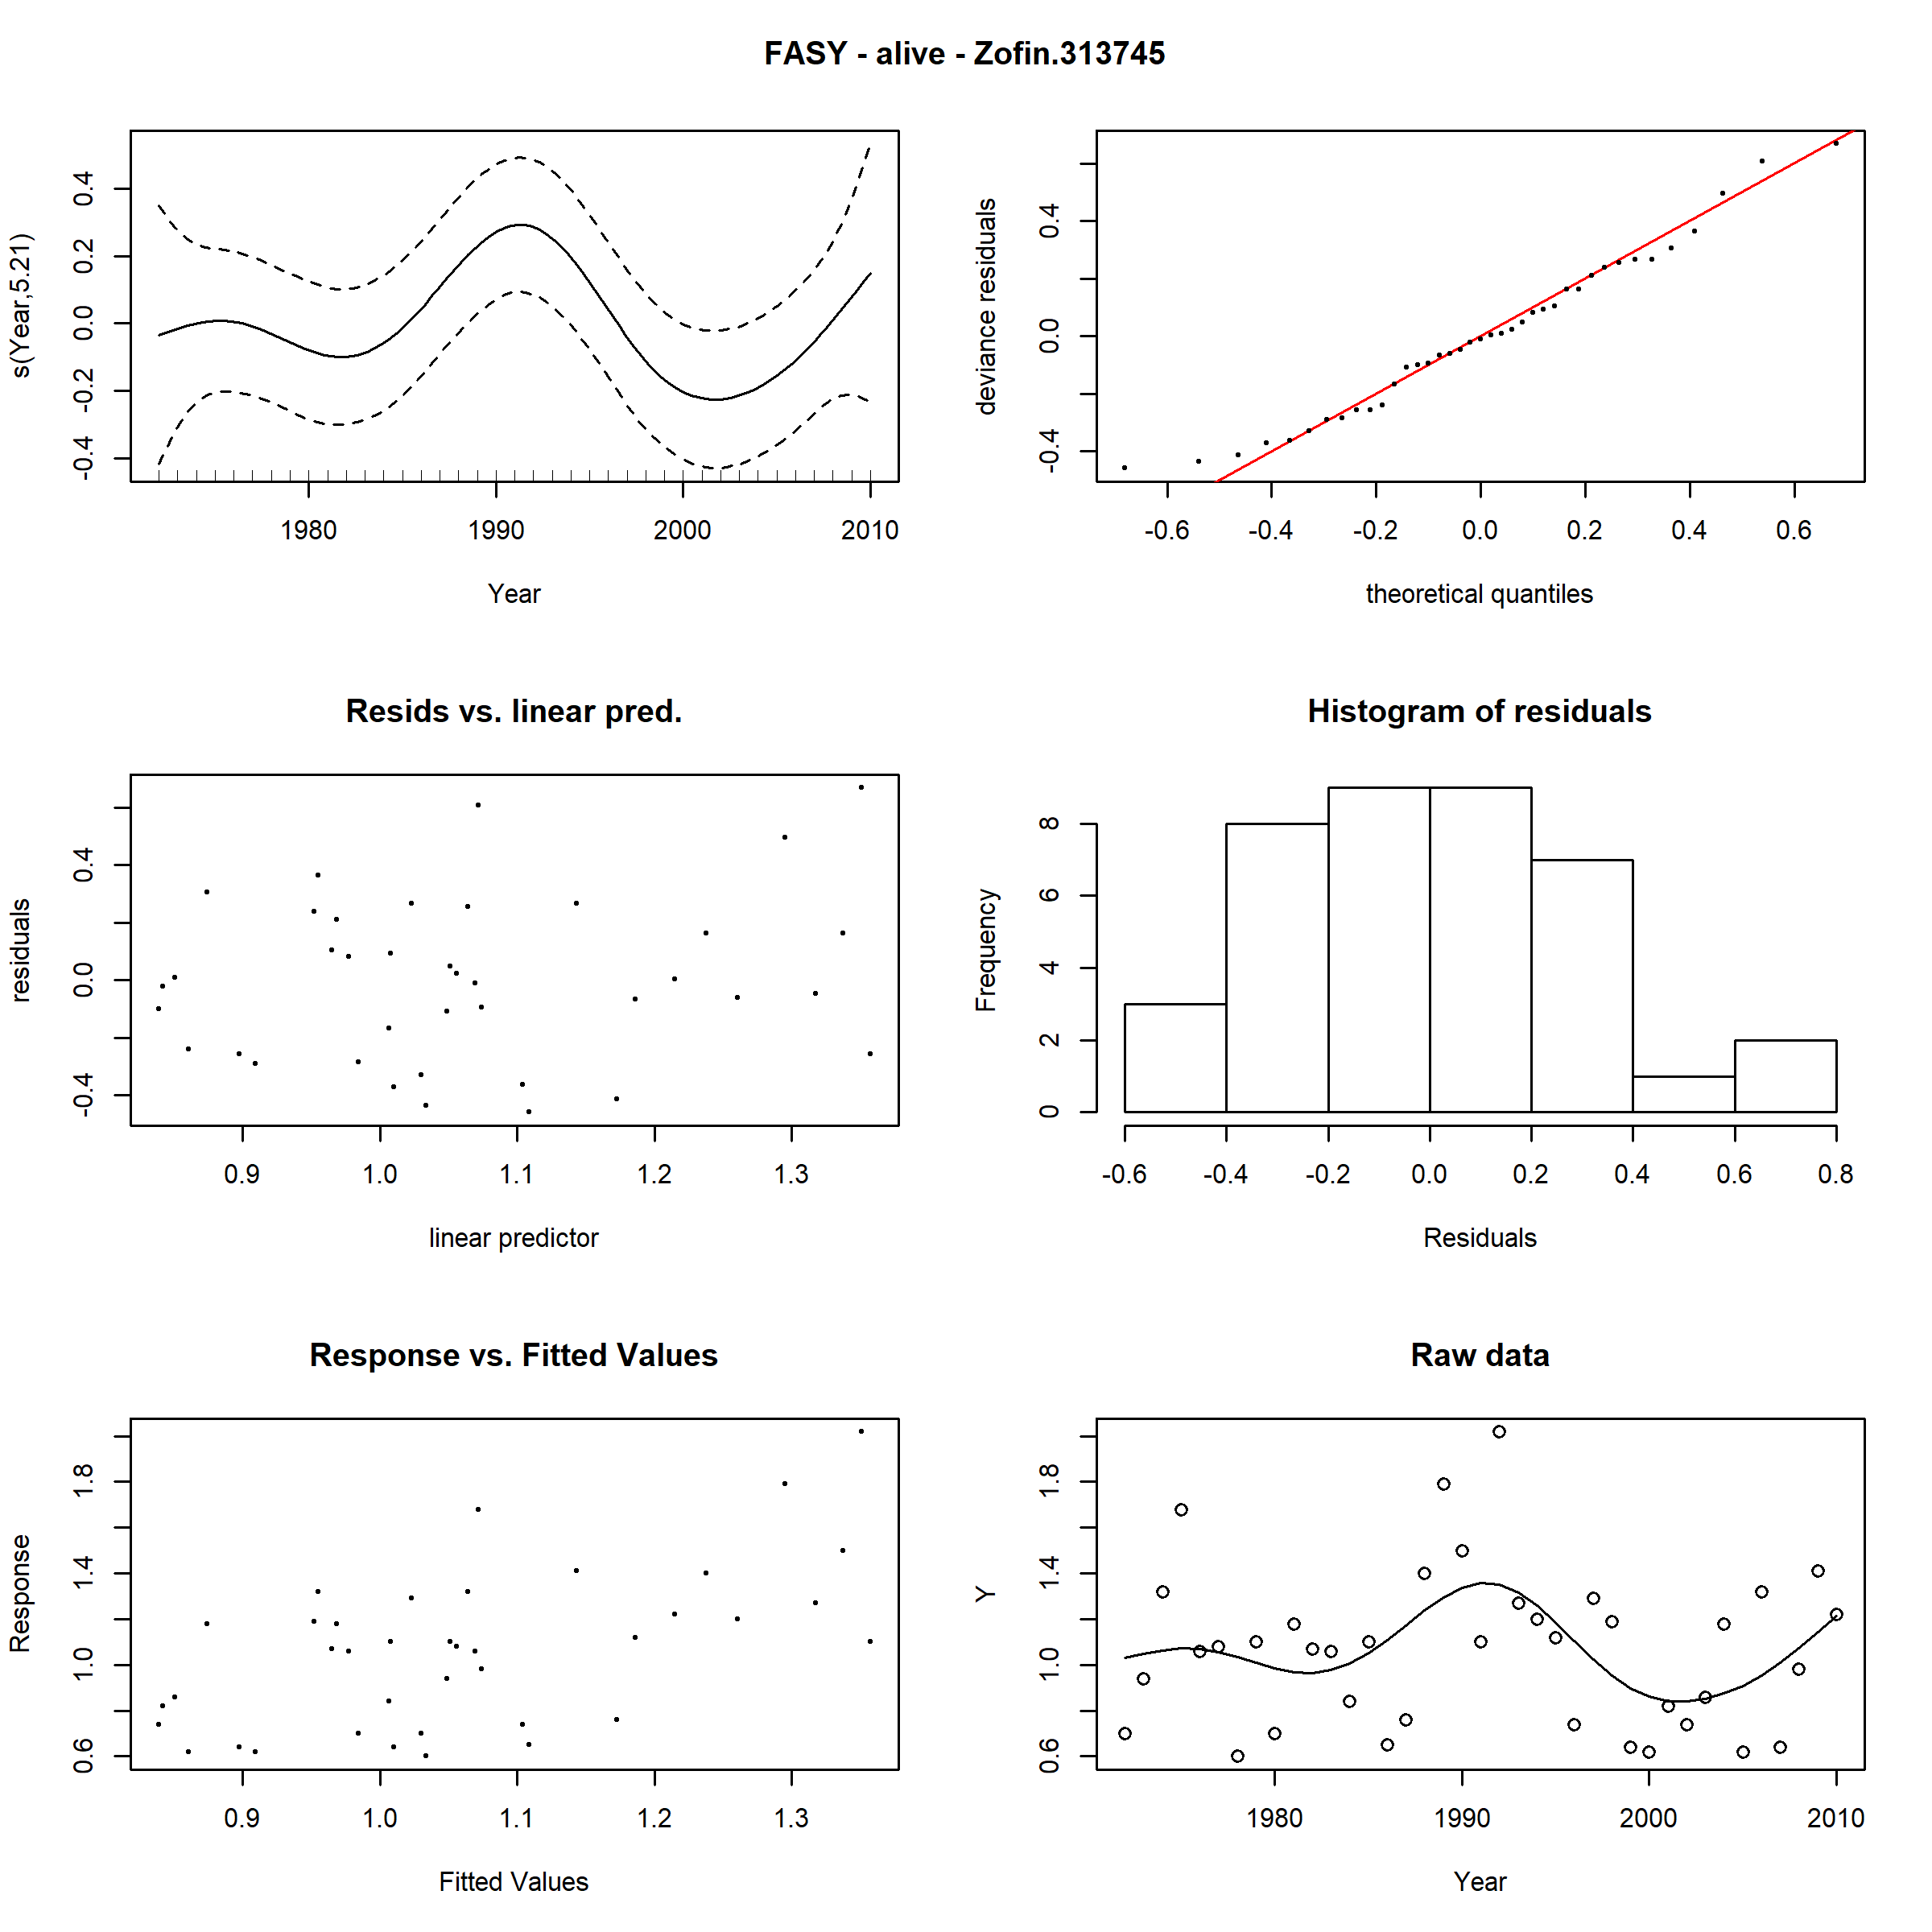 FASY - alive - Zofin.313745
s(Year,5.21)
-0.4 -0.2 0.0 0.2 0.4
1980 1990 2000 2010
Year
deviance residuals
-0.4 0.0 0.4
-0.6 -0.4 -0.2 0.0 0.2 0.4 0.6
theoretical quantiles
Resids vs. linear pred.
residuals
-0.4 0.0 0.4
0.9 1.0 1.1 1.2 1.3
linear predictor
Histogram of residuals
Frequency
0 2 4 6 8
-0.6 -0.4 -0.2 0.0 0.2 0.4 0.6 0.8
Residuals
Response vs. Fitted Values
Response
0.6 1.0 1.4 1.8
0.9 1.0 1.1 1.2 1.3
Fitted Values
Raw data
Y
0.6 1.0 1.4 1.8
1980 1990 2000 2010
Year